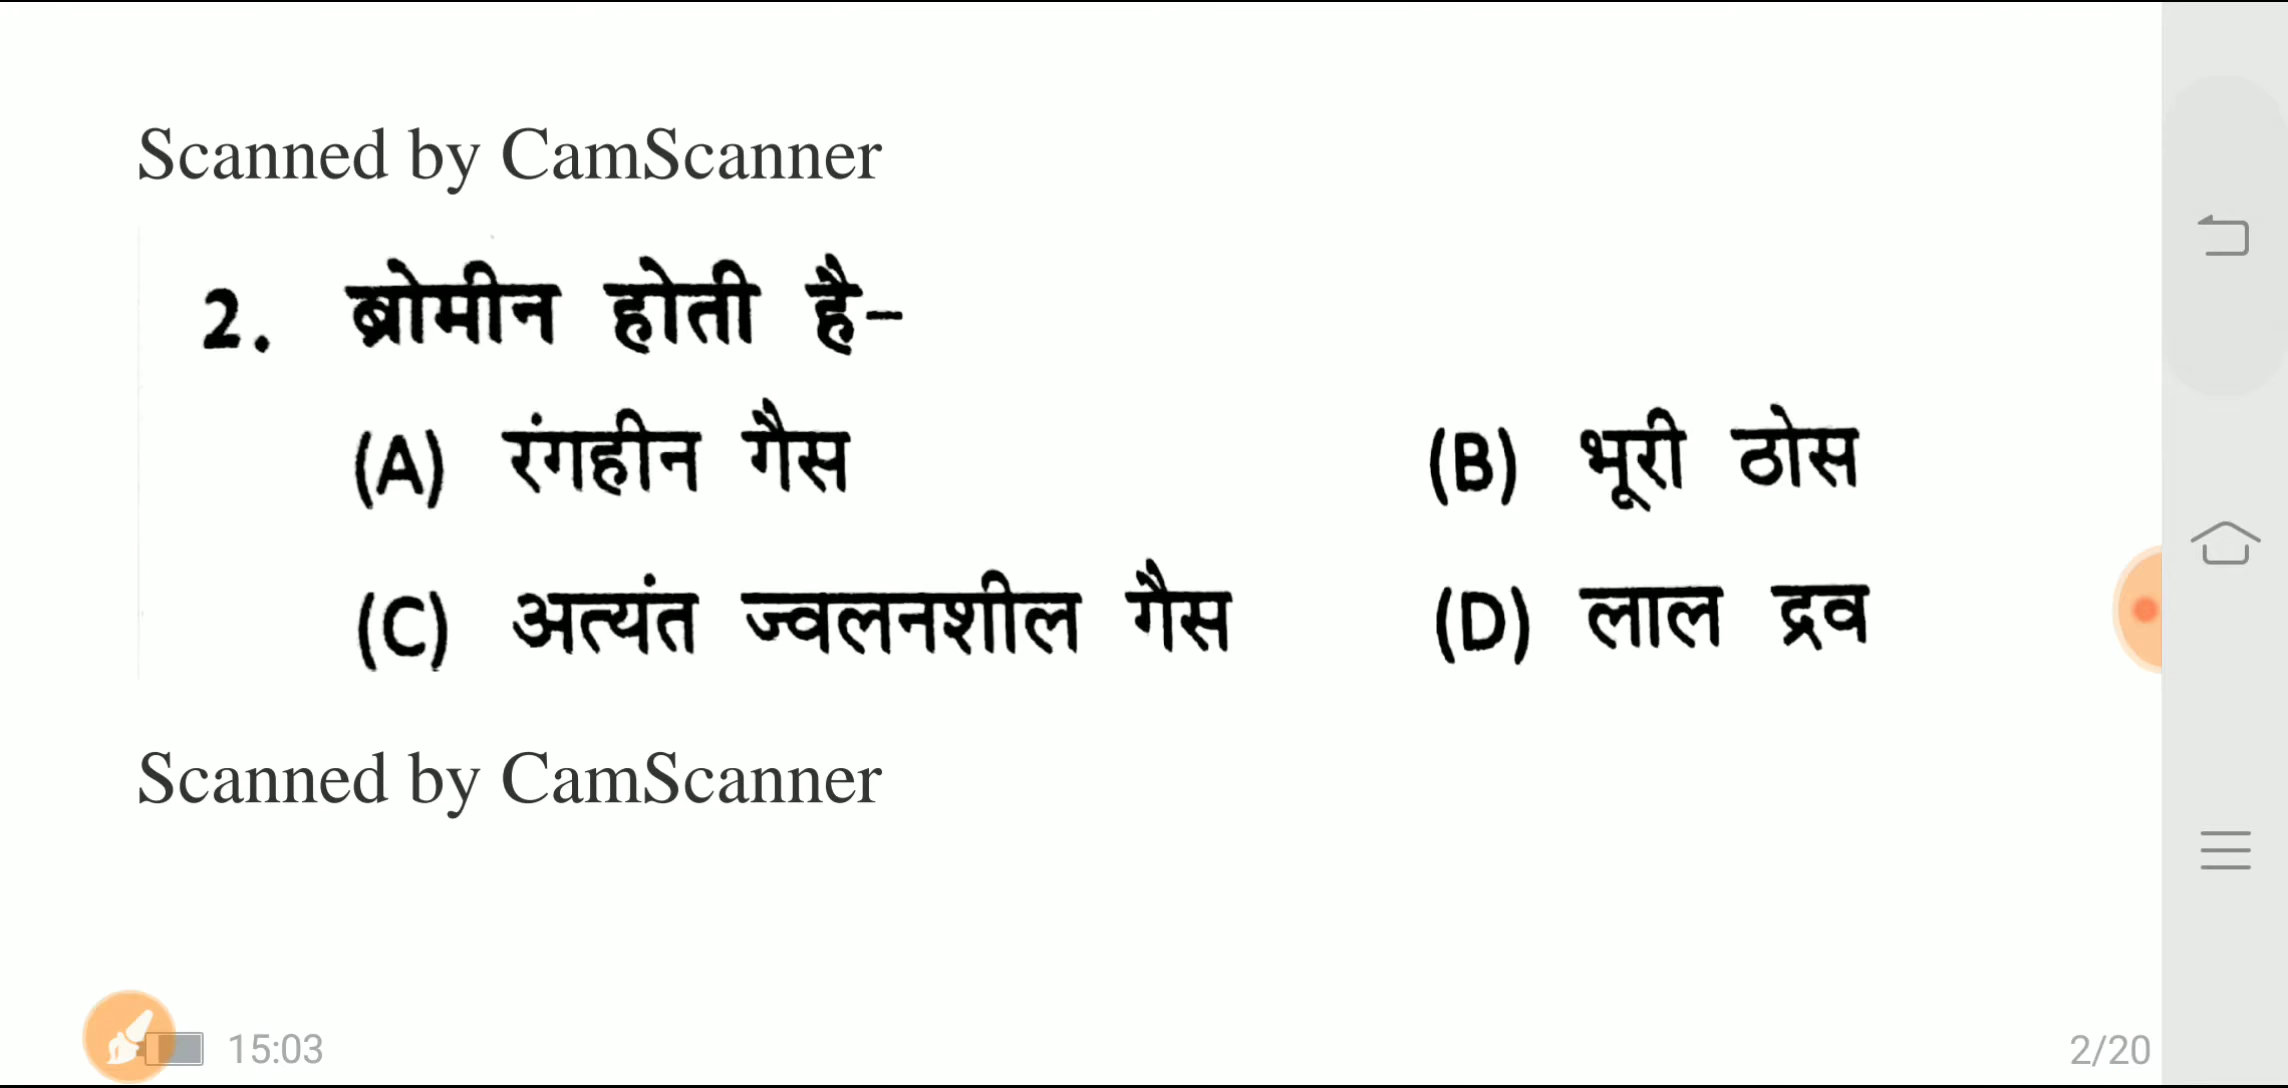 Scanned by CamScanner
2. ब्रोमीन होती है-
(A) रंगहीन गैस (B) भूरी ठोस
(C) अत्यंत ज्वलनशील गैस (D) लाल द्रव
Scanned by CamScanner
15:03 2/20